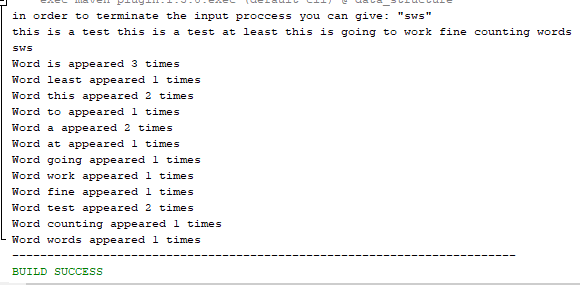 exec maven plugin:1.5.0:exec (default cli) @ data_structure
in order to terminate the input proccess you can give: "sws"
this is a test this is a test at least this is going to work fine counting words
sws
Word is appeared 3 times
Word least appeared 1 times
Word this appeared 2 times
Word to appeared 1 times
Word a appeared 2 times
Word at appeared 1 times
Word going appeared 1 times
Word work appeared 1 times
Word fine appeared 1 times
Word test appeared 2 times
Word counting appeared 1 times
Word words appeared 1 times
------------------------------------------------------------------------
BUILD SUCCESS